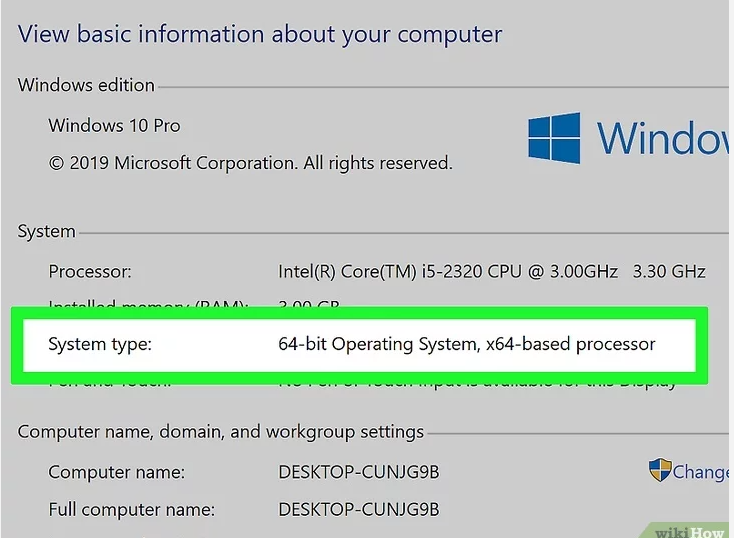 View basic information about your computer
Windows edition
Windows 10 Pro
© 2019 Microsoft Corporation. All rights reserved.
Window
System
Processor: Intel(R) Core(TM) i5-2320 CPU @ 3.00GHz 3.30 GHz
Installed memory (RAM): 3.00 GB
System type: 64-bit Operating System, x64-based processor
Pen and Touch: No Pen or Touch Input is available for this Display
Computer name, domain, and workgroup settings
Computer name: DESKTOP-CUNJG9B
Change
Full computer name: DESKTOP-CUNJG9B
wikiHow